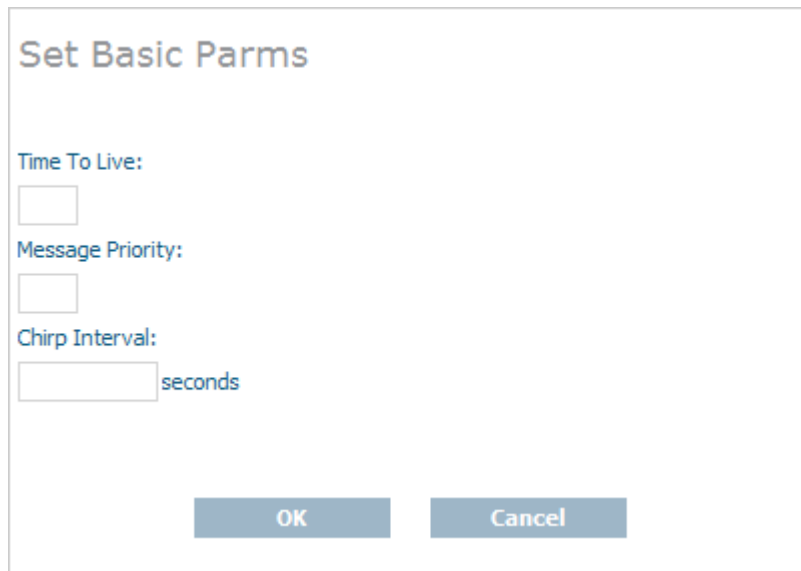 Set Basic Parms
Time To Live:
Message Priority:
Chirp Interval:
seconds
OK Cancel